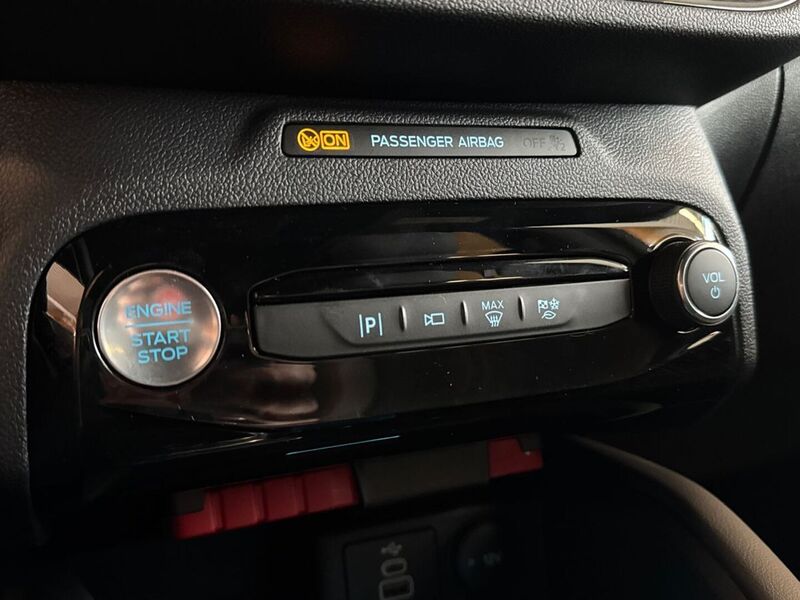 ON PASSENGER AIRBAG OFF
ENGINE
START
STOP
|P|
MAX
VOL